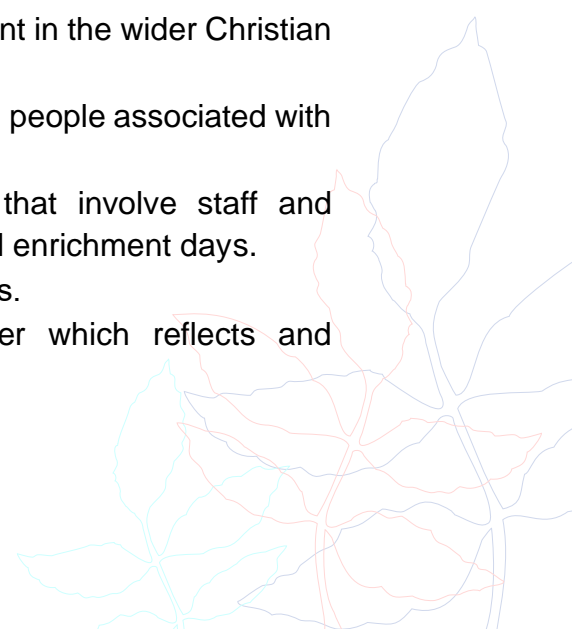 nt in the wider Christian
people associated with
that involve staff and
enrichment days.
s.
er which reflects and